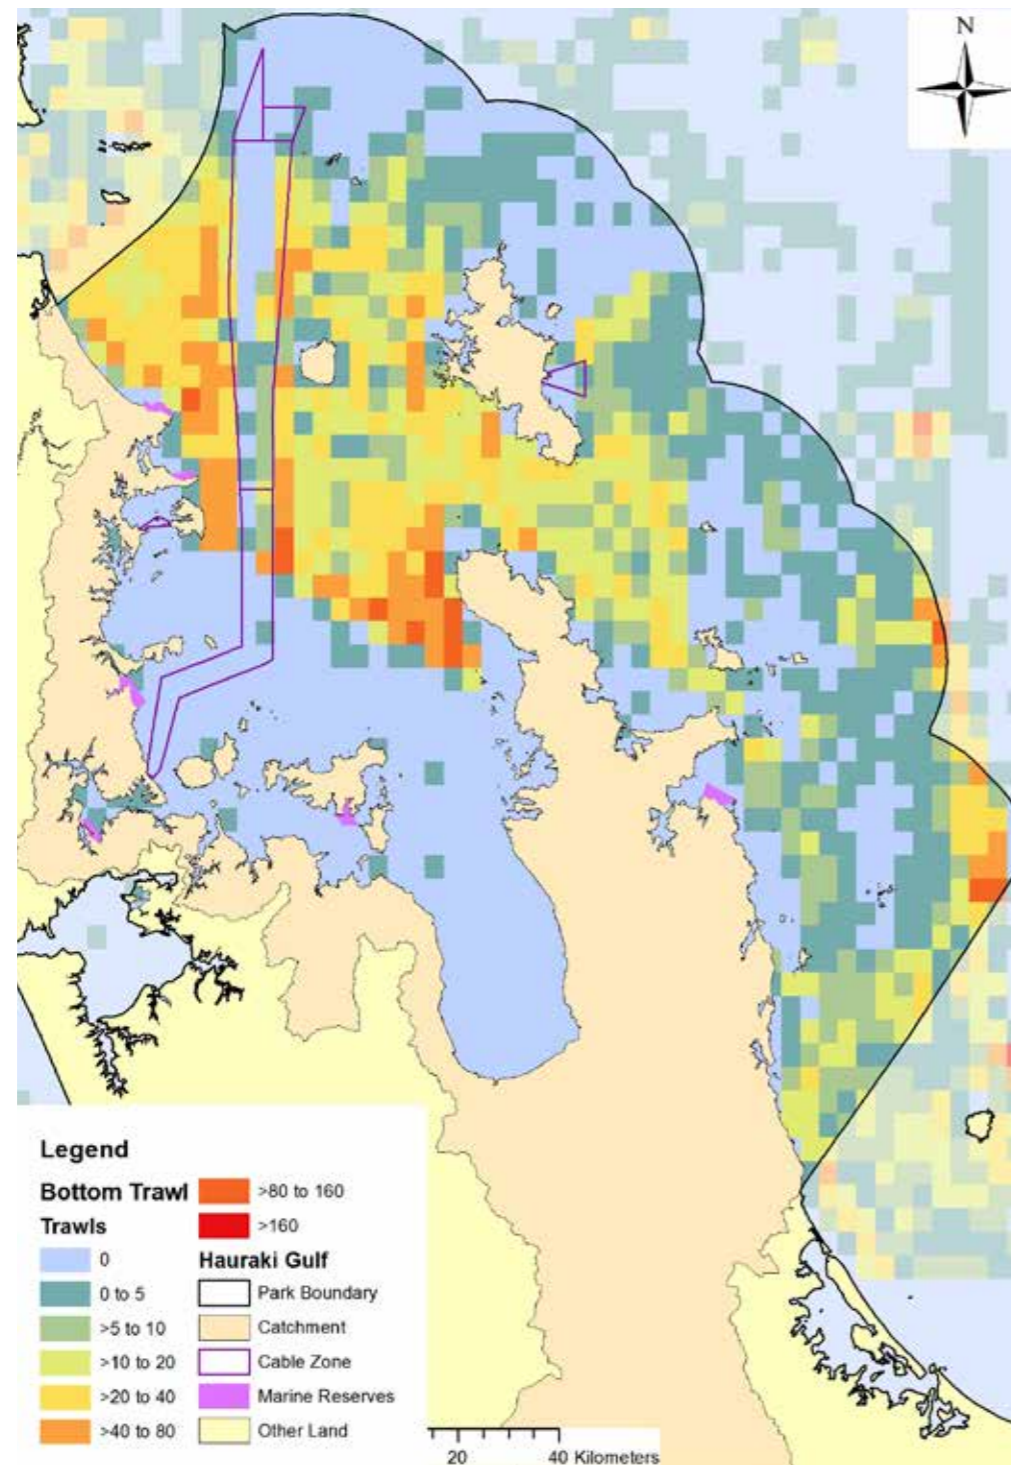 N
Legend
Bottom Trawl
Trawls
0
0 to 5
>5 to 10
>10 to 20
>20 to 40
>40 to 80
>80 to 160
>160
Hauraki Gulf
Park Boundary
Catchment
Cable Zone
Marine Reserves
Other Land
20 40 Kilometers